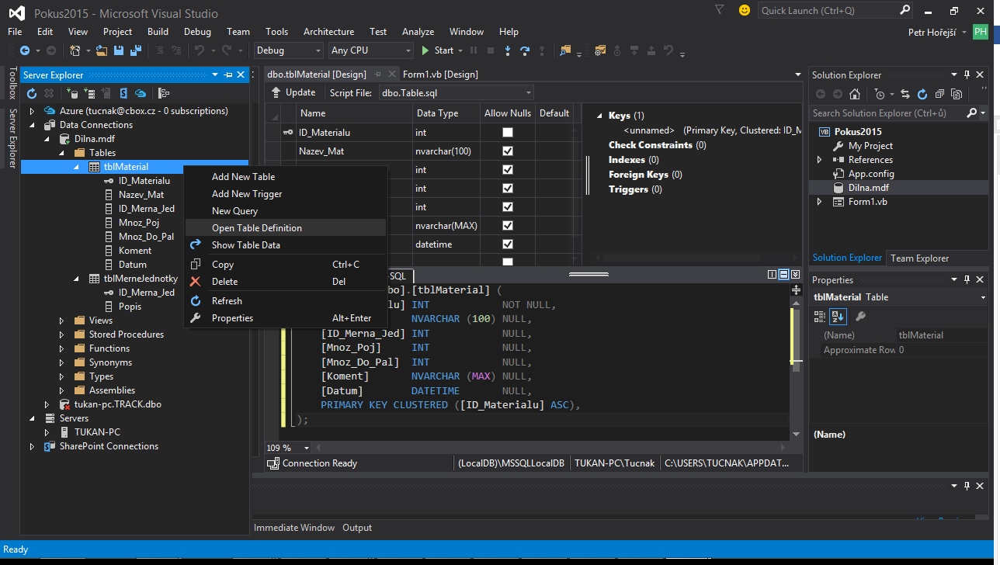 Pokus2015 - Microsoft Visual Studio
Quick Launch (Ctrl+Q)
File Edit View Project Build Debug Team Tools Architecture Test Analyze Window Help
Petr Hořejší PH
Debug Any CPU Start
Toolbox
Server Explorer
Server Explorer
Azure (tucnak@cbox.cz - 0 subscriptions)
Data Connections
Dilna.mdf
Tables
tblMaterial
ID_Materialu
Nazev_Mat
ID_Merna_Jed
Mnoz_Poj
Mnoz_Do_Pal
Koment
Datum
tblMerneJednotky
ID_Merna_Jed
Popis
Views
Stored Procedures
Functions
Synonyms
Types
Assemblies
tukan-pc.TRACK.dbo
Servers
TUKAN-PC
SharePoint Connections
Add New Table
Add New Trigger
New Query
Open Table Definition
Show Table Data
Copy Ctrl+C
Delete Del
Refresh
Properties Alt+Enter
dbo.tblMaterial [Design] Form1.vb [Design]
Update Script File: dbo.Table.sql
Name Data Type Allow Nulls Default
ID_Materialu int
Nazev_Mat nvarchar(100)
int
int
int
nvarchar(MAX)
datetime
Keys (1)
<unnamed> (Primary Key, Clustered: ID_M
Check Constraints (0)
Indexes (0)
Foreign Keys (0)
Triggers (0)
-SQL
bo].[tblMaterial] (
lu] INT NOT NULL,
NVARCHAR (100) NULL,
[ID_Merna_Jed] INT NULL,
[Mnoz_Poj] INT NULL,
[Mnoz_Do_Pal] INT NULL,
[Koment] NVARCHAR (MAX) NULL,
[Datum] DATETIME NULL,
PRIMARY KEY CLUSTERED ([ID_Materialu] ASC),
);
109 %
Connection Ready (LocalDB)\MSSQLLocalDB TUKAN-PC\Tucnak C:\USERS\TUCNAK\APPDAT...
Solution Explorer
Search Solution Explorer (Ctrl+ů)
VB Pokus2015
My Project
References
App.config
Dilna.mdf
Form1.vb
Solution Explorer Team Explorer
Properties
tblMaterial Table
(Name) tblMaterial
Approximate Row 0
(Name)
Immediate Window Output
Ready